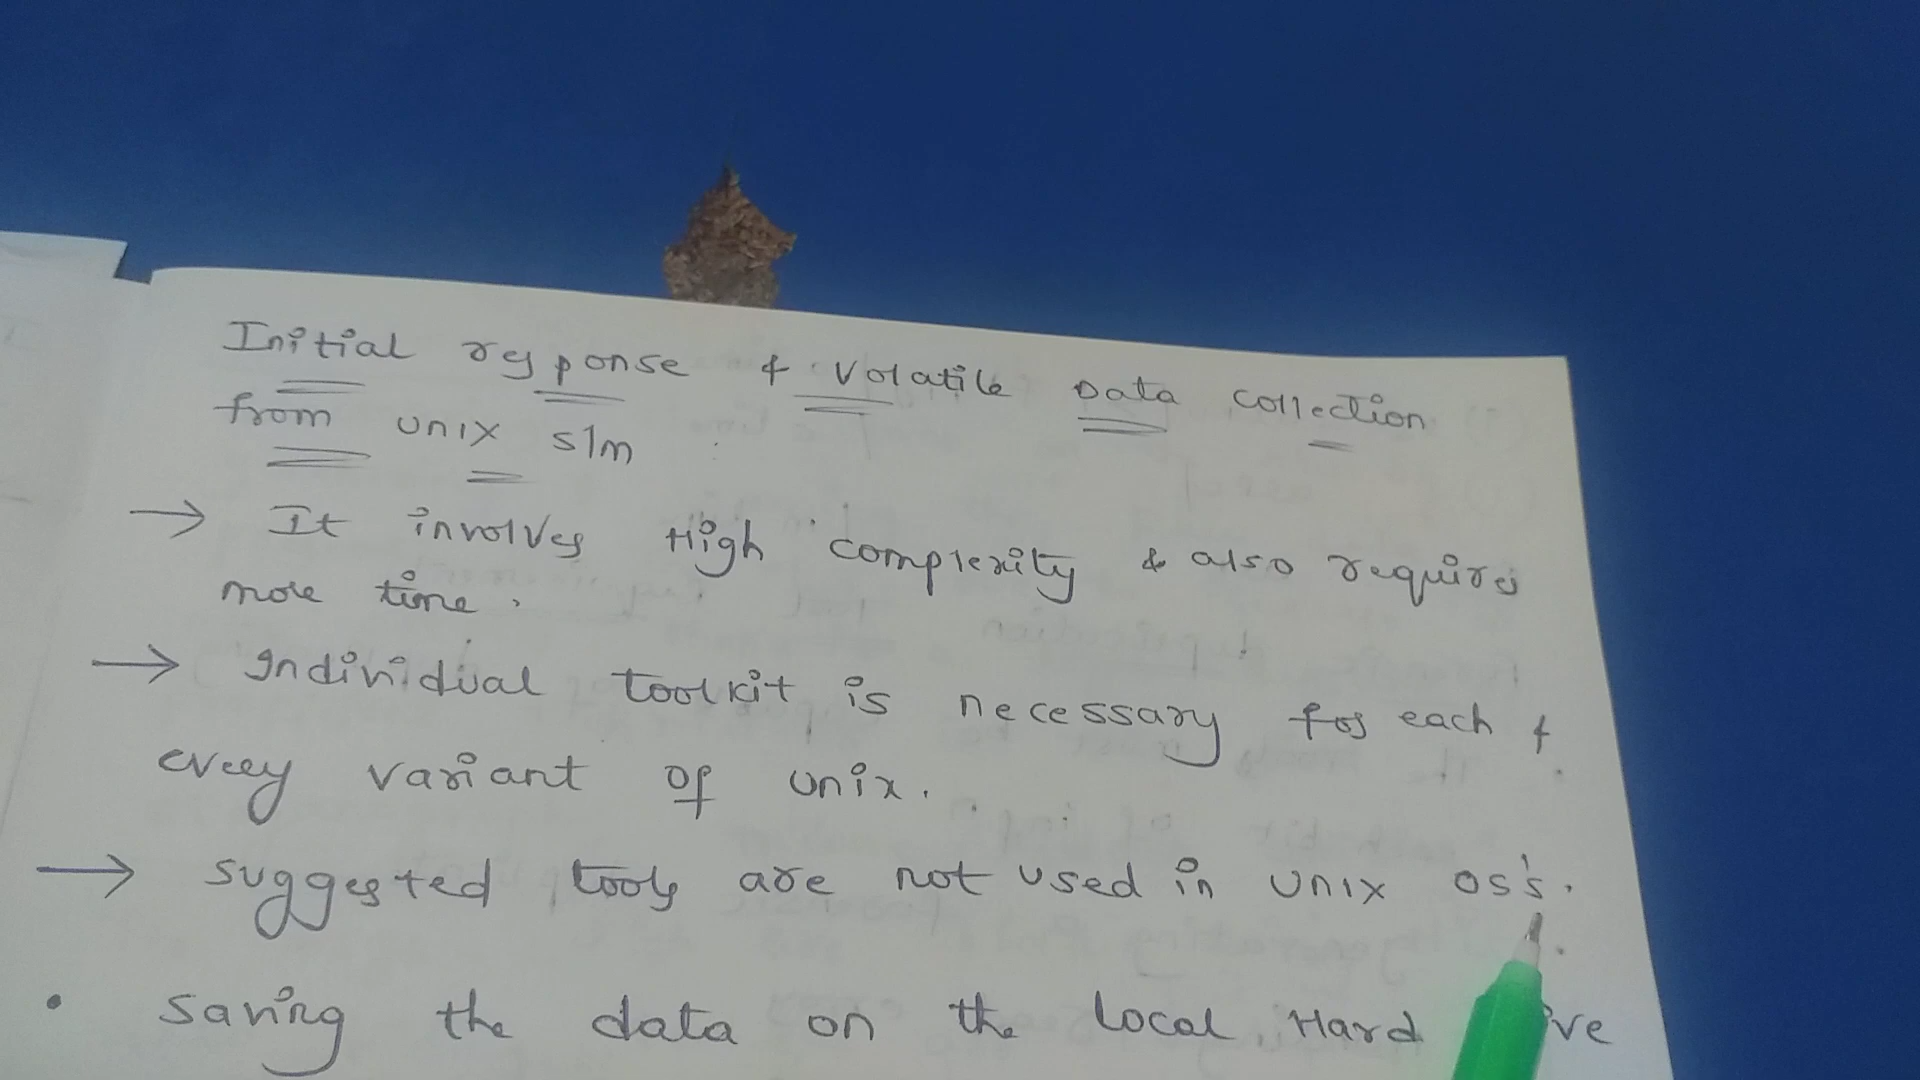 Initial response & Volatile Data Collection
from unix s/m
→ It involves High complexity & also requires
more time.
→ Individual toolkit is necessary for each &
every variant of unix.
→ suggested tools are not used in Unix os's.
• Saving the data on the local Hard